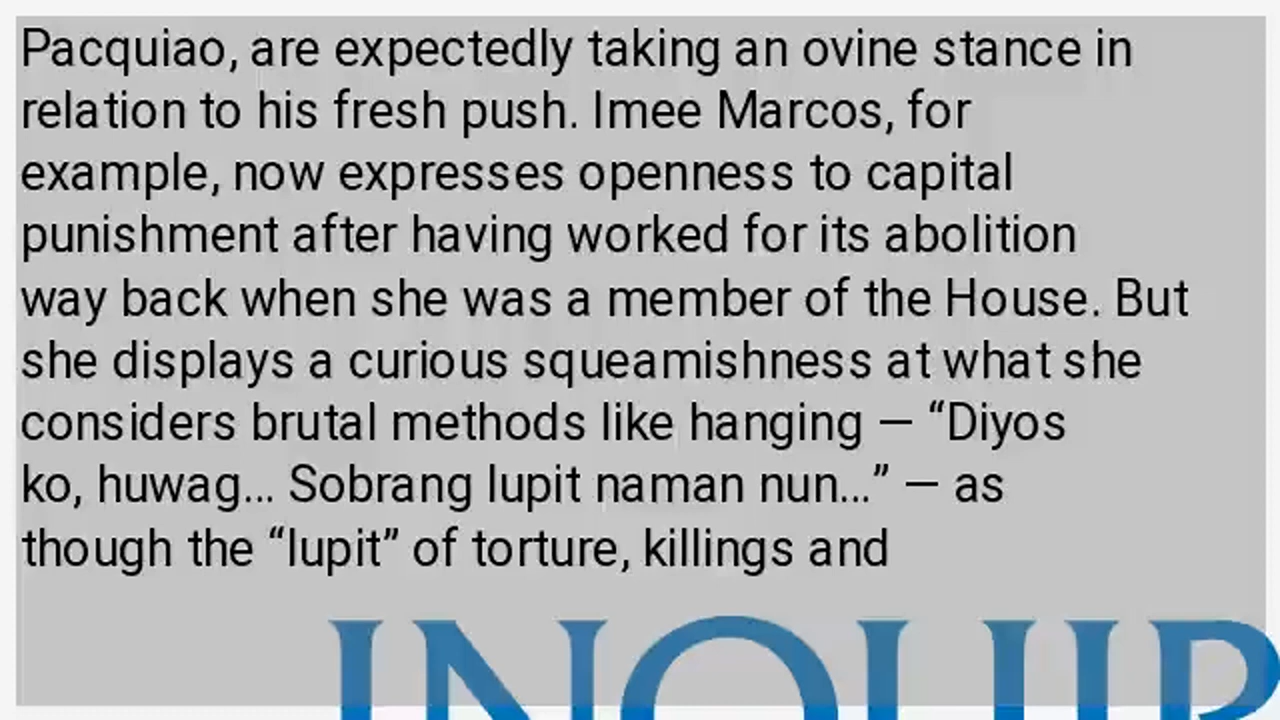 Pacquiao, are expectedly taking an ovine stance in
relation to his fresh push. Imee Marcos, for
example, now expresses openness to capital
punishment after having worked for its abolition
way back when she was a member of the House. But
she displays a curious squeamishness at what she
considers brutal methods like hanging — “Diyos
ko, huwag... Sobrang lupit naman nun...” — as
though the “lupit” of torture, killings and